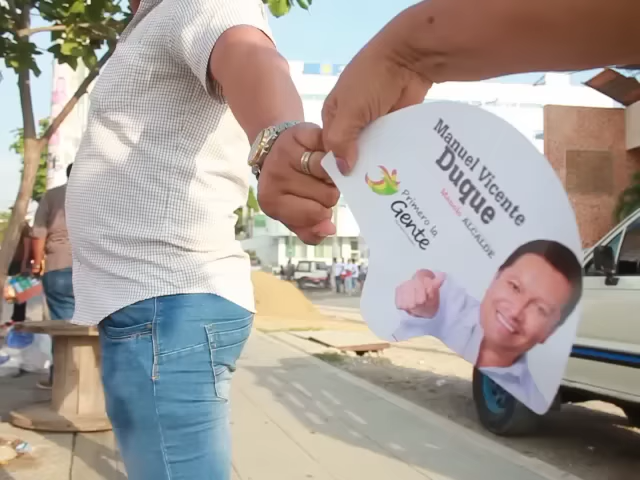 Manuel Vicente
Duque
ALCALDE
Primero la
Gente